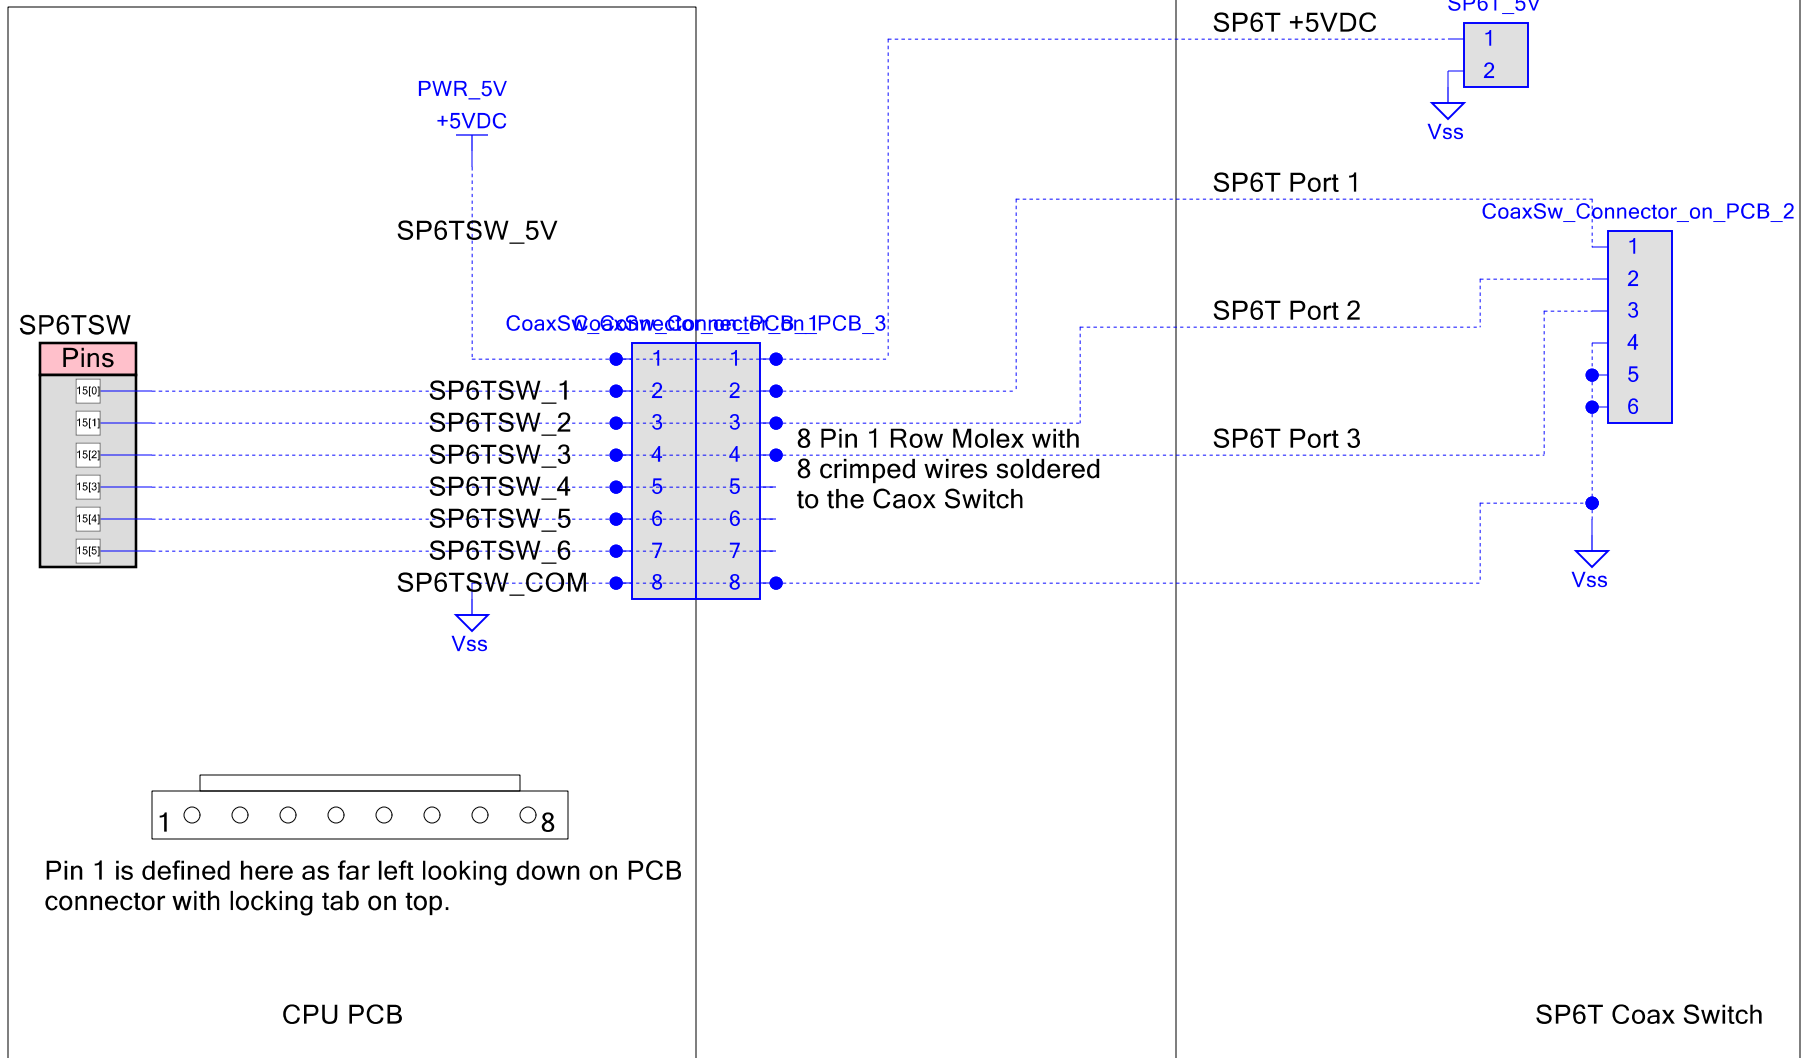 SP6T_5V
SP6T +5VDC
1
2
Vss
PWR_5V
+5VDC
SP6T Port 1
CoaxSw_Connector_on_PCB_2
SP6TSW_5V
1
2
3
4
5
6
SP6T Port 2
SP6T Port 3
Vss
SP6TSW
Pins
15[0]
15[1]
15[2]
15[3]
15[4]
15[5]
SP6TSW_1
SP6TSW_2
SP6TSW_3
SP6TSW_4
SP6TSW_5
SP6TSW_6
SP6TSW_COM
Vss
CoaxSw_Connector_on_PCB_1
CoaxSw_Connector_on_PCB_3
1 1
2 2
3 3
4 4
5 5
6 6
7 7
8 8
8 Pin 1 Row Molex with
8 crimped wires soldered
to the Caox Switch
1 8
Pin 1 is defined here as far left looking down on PCB
connector with locking tab on top.
CPU PCB
SP6T Coax Switch